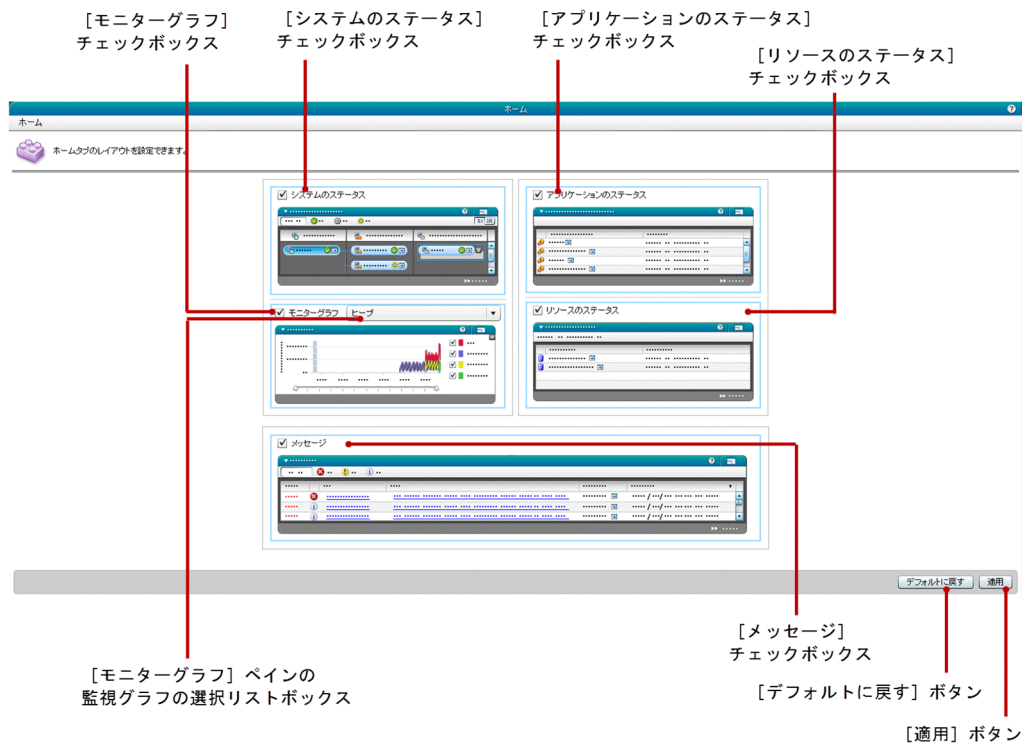 ［モニターグラフ］
チェックボックス
［システムのステータス］
チェックボックス
［アプリケーションのステータス］
チェックボックス
［リソースのステータス］
チェックボックス
ホーム
ホーム
ホームタブのレイアウトを設定できます。
システムのステータス
アプリケーションのステータス
モニターグラフ ヒープ
リソースのステータス
メッセージ
デフォルトに戻す 適用
［メッセージ］
チェックボックス
［モニターグラフ］ペインの
監視グラフの選択リストボックス
［デフォルトに戻す］ボタン
［適用］ボタン